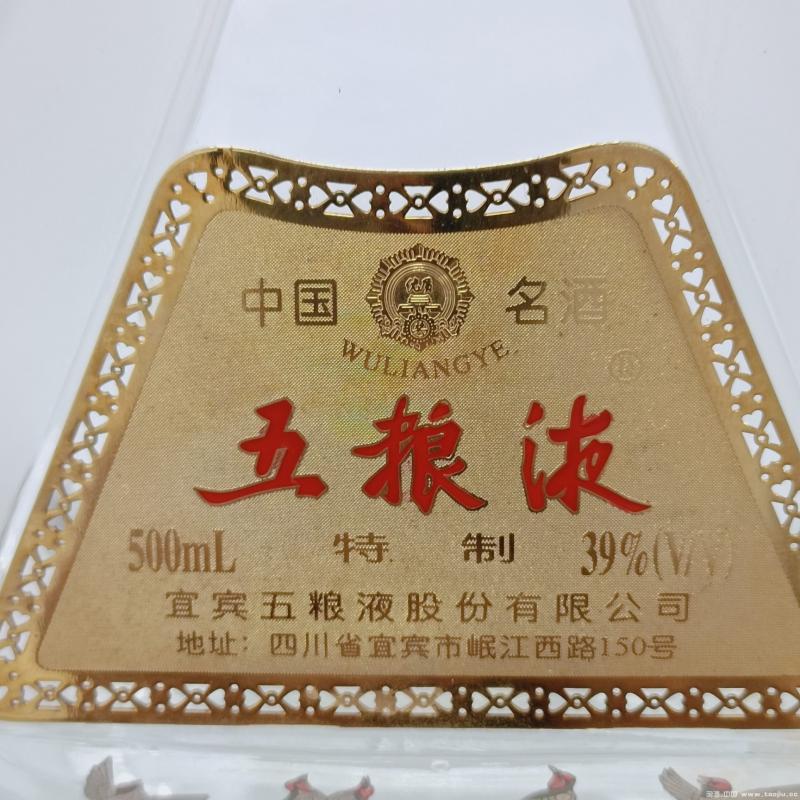 中国 名酒
WULIANGYE
五粮液
500mL 特制 39%(V/V)
宜宾五粮液股份有限公司
地址：四川省宜宾市岷江西路150号